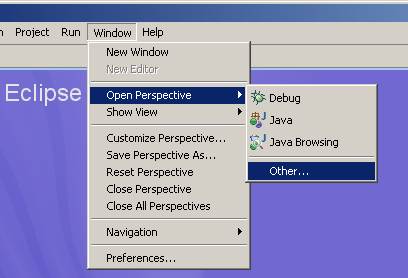 Project Run Window Help
New Window
New Editor
Eclipse
Open Perspective
Debug
Show View
Java
Customize Perspective...
Java Browsing
Save Perspective As...
Reset Perspective
Other...
Close Perspective
Close All Perspectives
Navigation
Preferences...